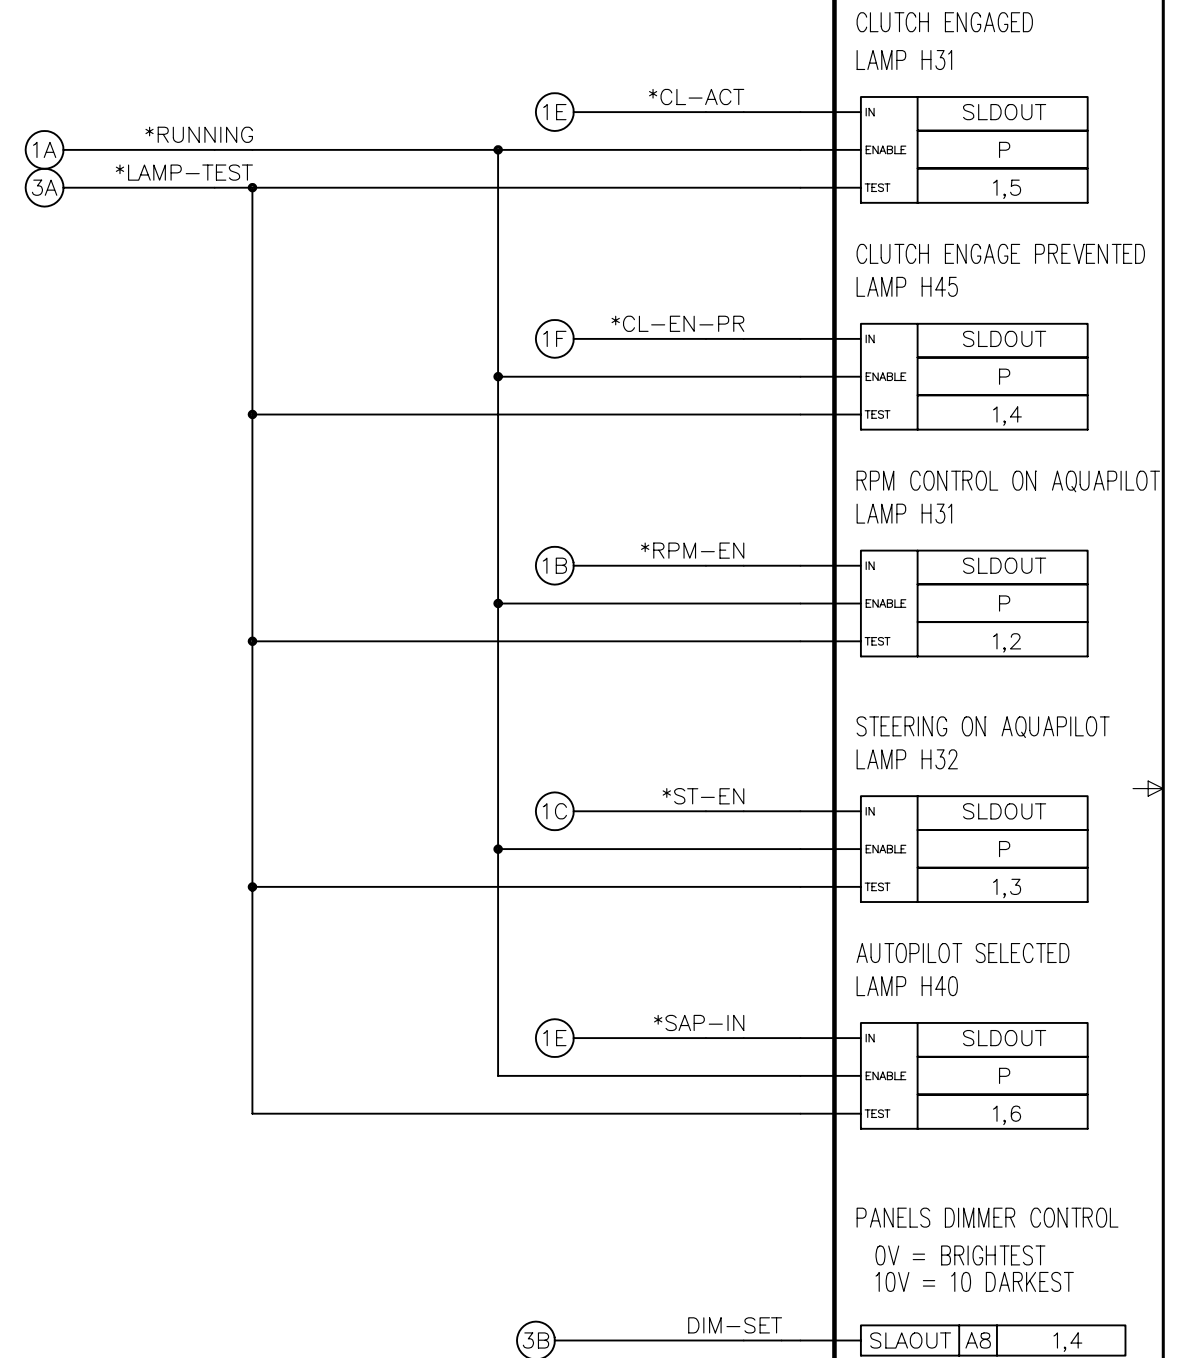 CLUTCH ENGAGED
LAMP H31
1E *CL-ACT IN SLDOUT
1A *RUNNING ENABLE P
3A *LAMP-TEST TEST 1,5
CLUTCH ENGAGE PREVENTED
LAMP H45
1F *CL-EN-PR IN SLDOUT
ENABLE P
TEST 1,4
RPM CONTROL ON AQUAPILOT
LAMP H31
1B *RPM-EN IN SLDOUT
ENABLE P
TEST 1,2
STEERING ON AQUAPILOT
LAMP H32
1C *ST-EN IN SLDOUT
ENABLE P
TEST 1,3
AUTOPILOT SELECTED
LAMP H40
1E *SAP-IN IN SLDOUT
ENABLE P
TEST 1,6
PANELS DIMMER CONTROL
0V = BRIGHTEST
10V = 10 DARKEST
3B DIM-SET SLAOUT A8 1,4